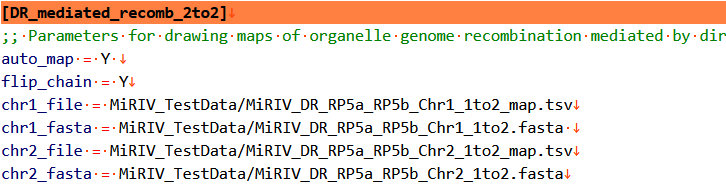 [DR_mediated_recomb_2to2]
;; Parameters for drawing maps of organelle genome recombination mediated by dir
auto_map = Y
flip_chain = Y
chr1_file = MiRIV_TestData/MiRIV_DR_RP5a_RP5b_Chr1_1to2_map.tsv
chr1_fasta = MiRIV_TestData/MiRIV_DR_RP5a_RP5b_Chr1_1to2.fasta
chr2_file = MiRIV_TestData/MiRIV_DR_RP5a_RP5b_Chr2_1to2_map.tsv
chr2_fasta = MiRIV_TestData/MiRIV_DR_RP5a_RP5b_Chr2_1to2.fasta